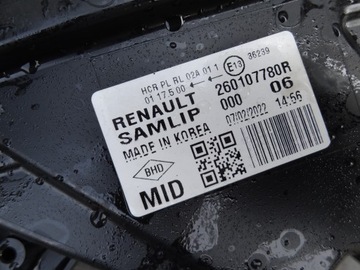 HCR PL RL 02A 01 1
01 17.5 00 ← ←→ E13 36239
RENAULT 260107780R
SAMLIP 000 06
MADE IN KOREA 07/02/2022 14:56
BHD
MID